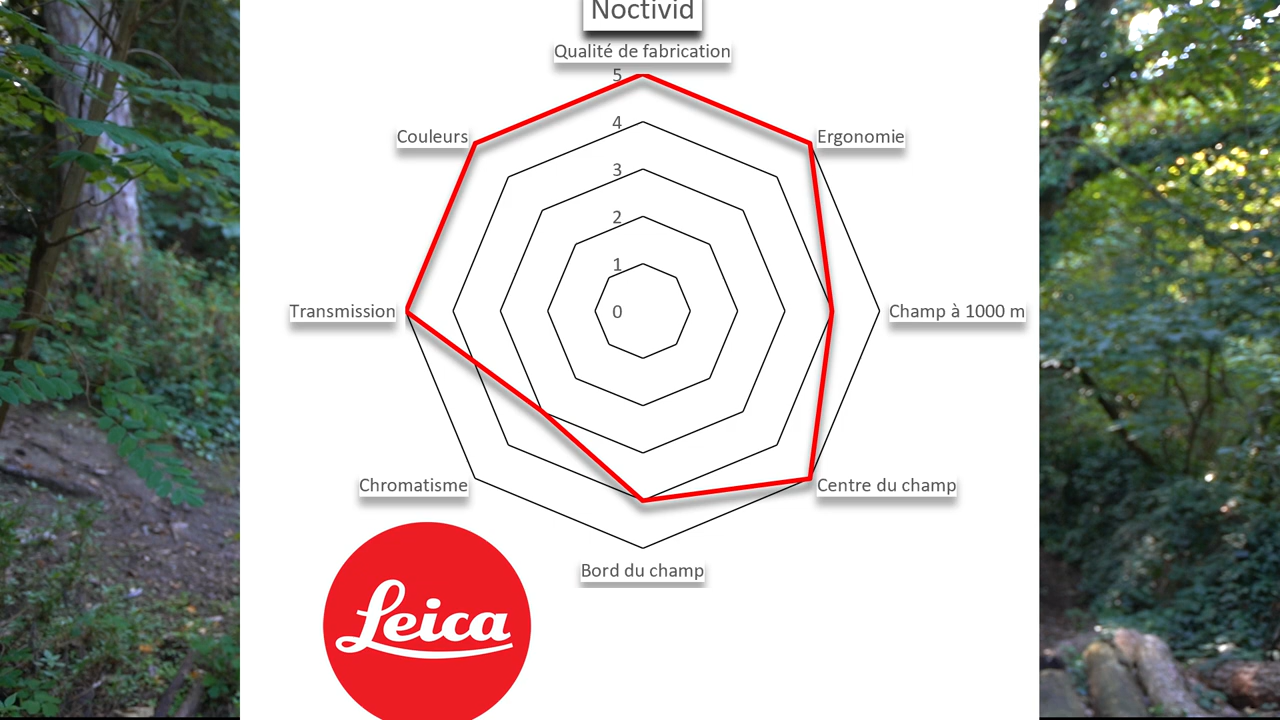 Noctivid
Qualité de fabrication
5
Couleurs
4
Ergonomie
3
2
1
Transmission
0
Champ à 1000 m
Chromatisme
Centre du champ
Bord du champ
Leica